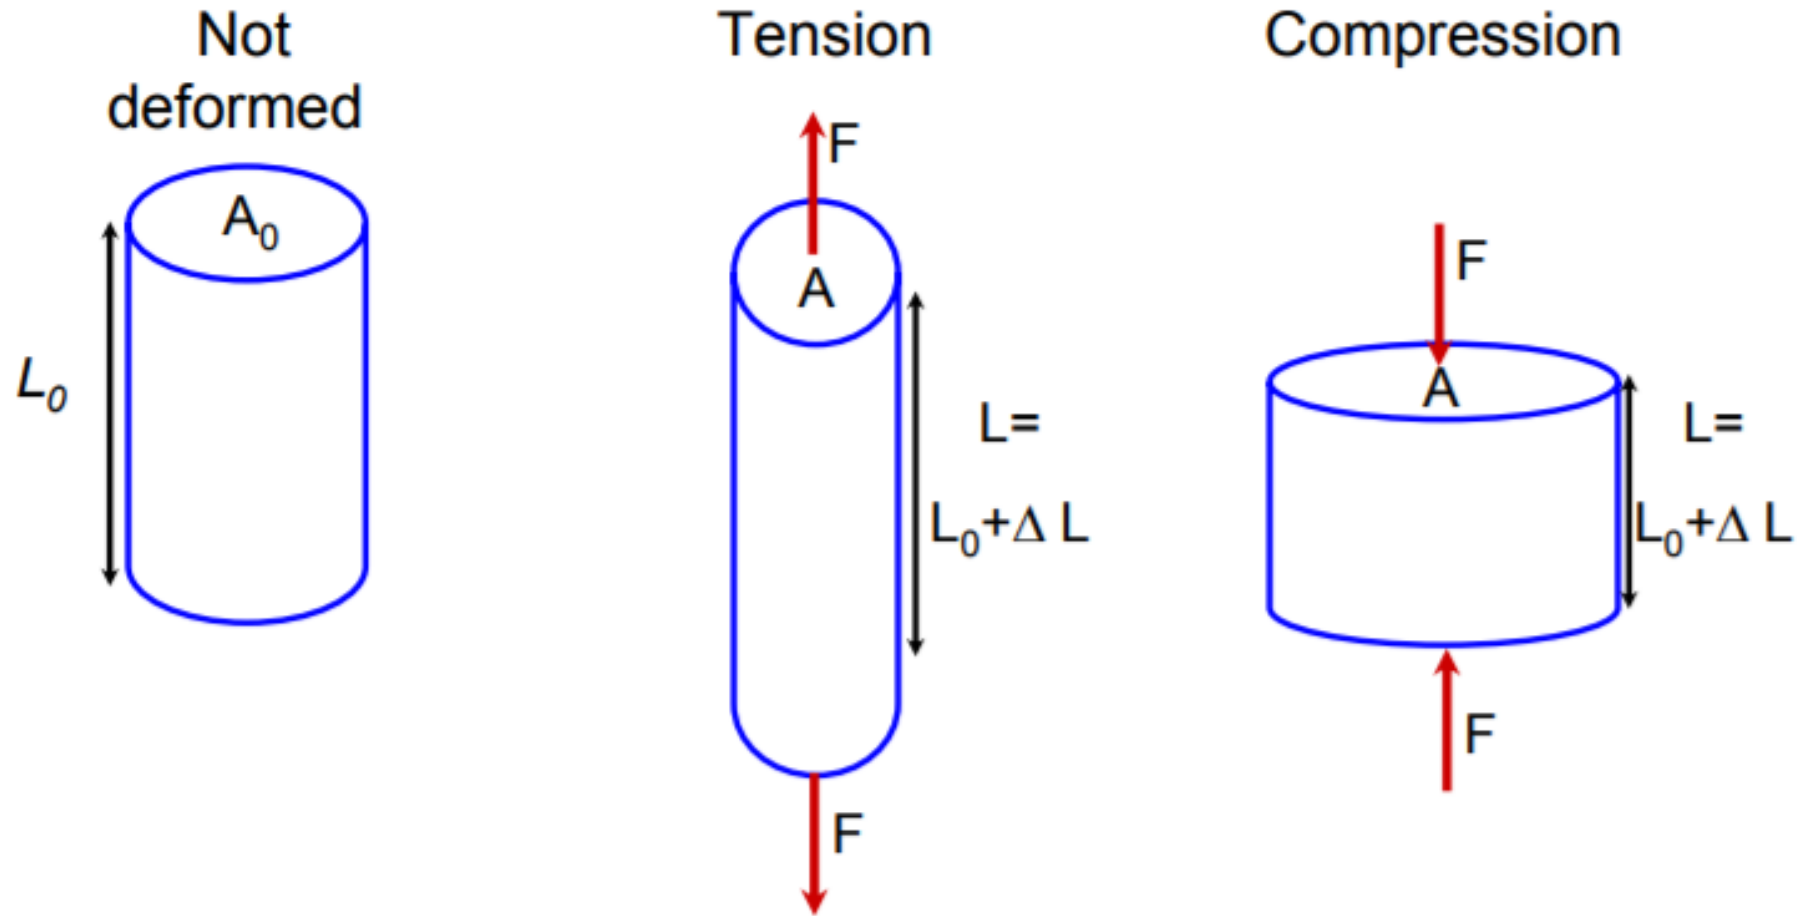 Not
deformed
A₀
L₀
Tension
F
A
L=
L₀+Δ L
F
Compression
F
A
L=
L₀+Δ L
F